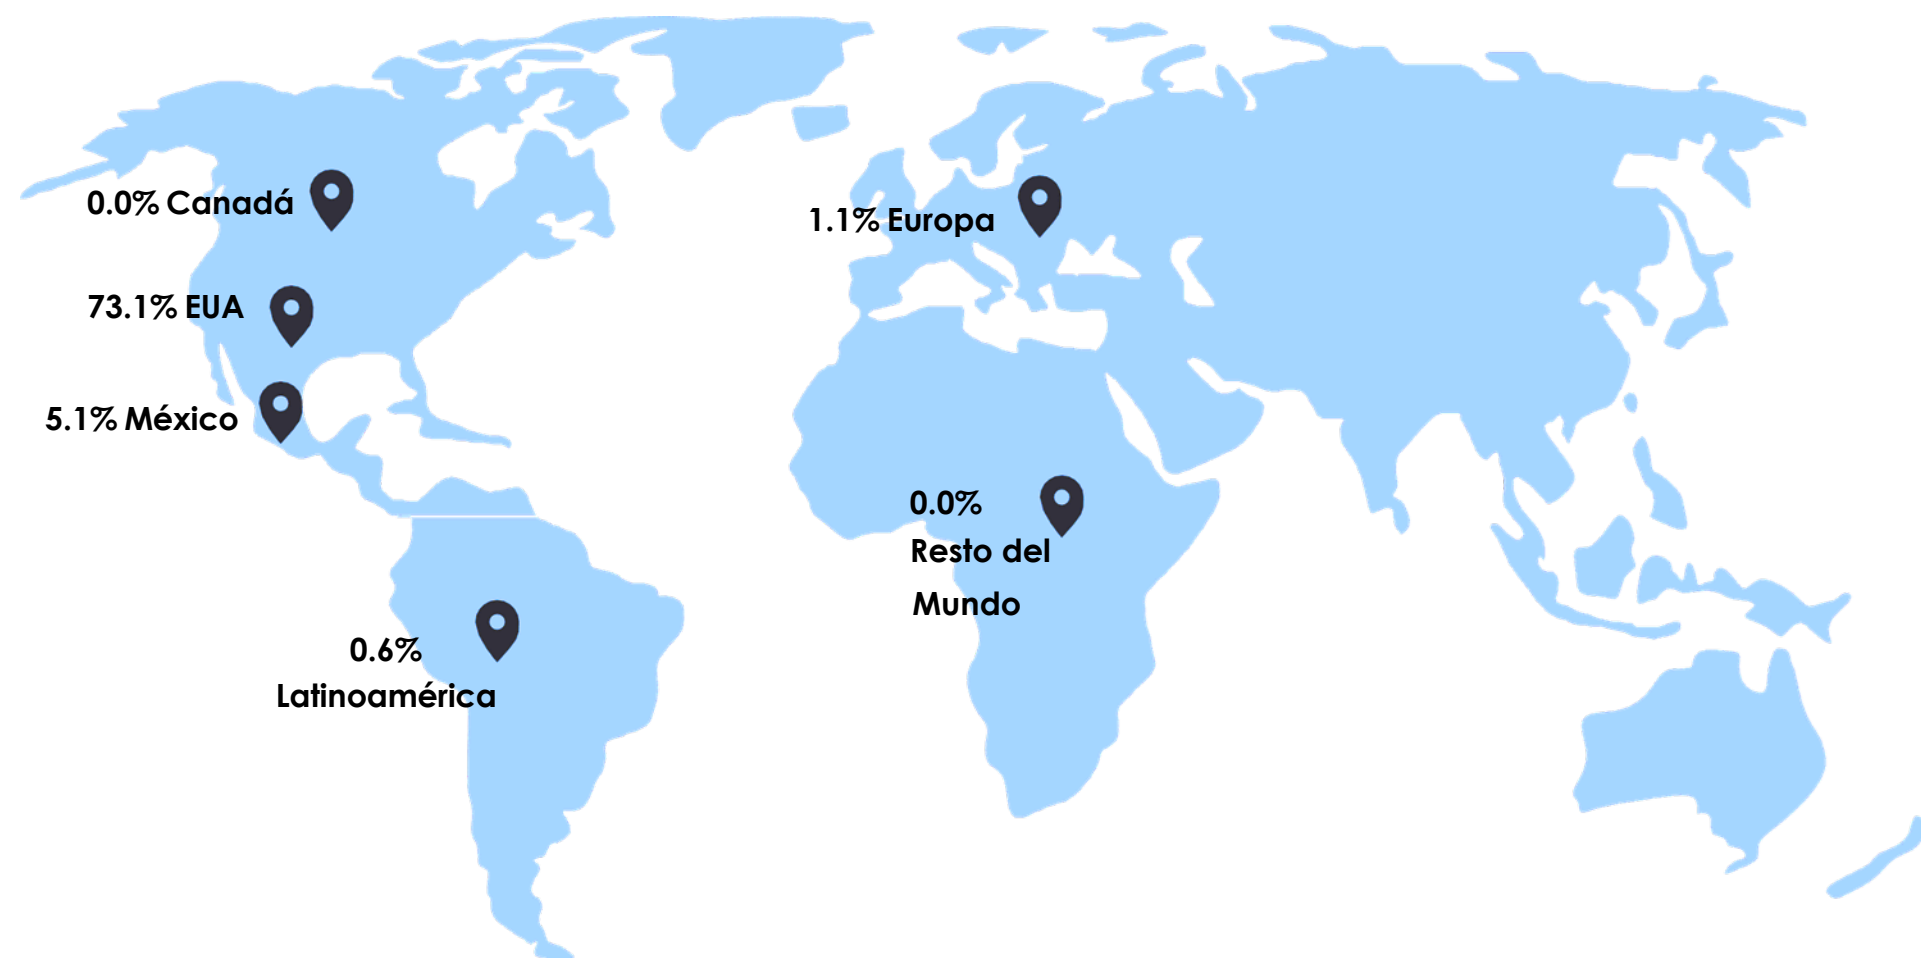 0.0% Canadá
1.1% Europa
73.1% EUA
5.1% México
0.0%
Resto del
Mundo
0.6%
Latinoamérica